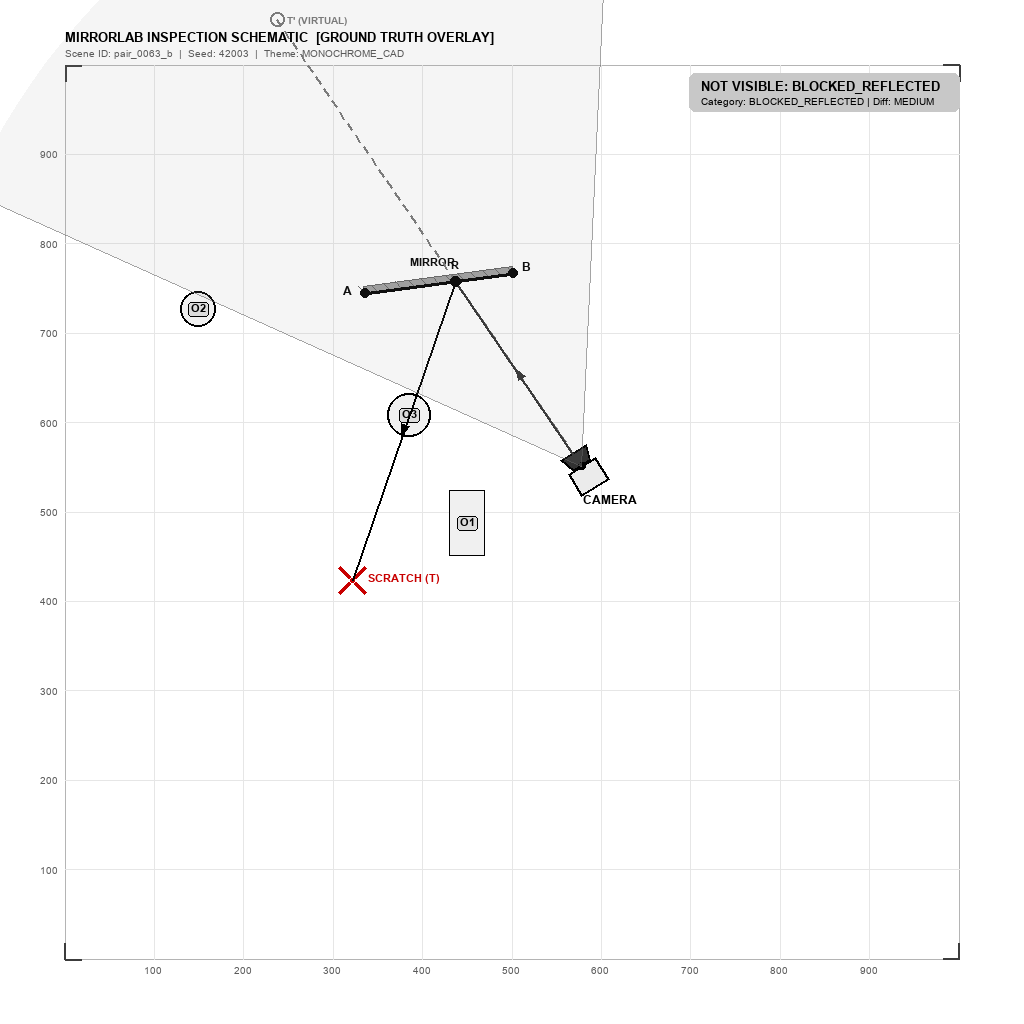 T' (VIRTUAL)
MIRRORLAB INSPECTION SCHEMATIC [GROUND TRUTH OVERLAY]
Scene ID: pair_0063_b | Seed: 42003 | Theme: MONOCHROME_CAD
NOT VISIBLE: BLOCKED_REFLECTED
Category: BLOCKED_REFLECTED | Diff: MEDIUM
900
800
MIRROR
R
B
A
O2
700
600
O3
CAMERA
500
O1
SCRATCH (T)
400
300
200
100
100 200 300 400 500 600 700 800 900